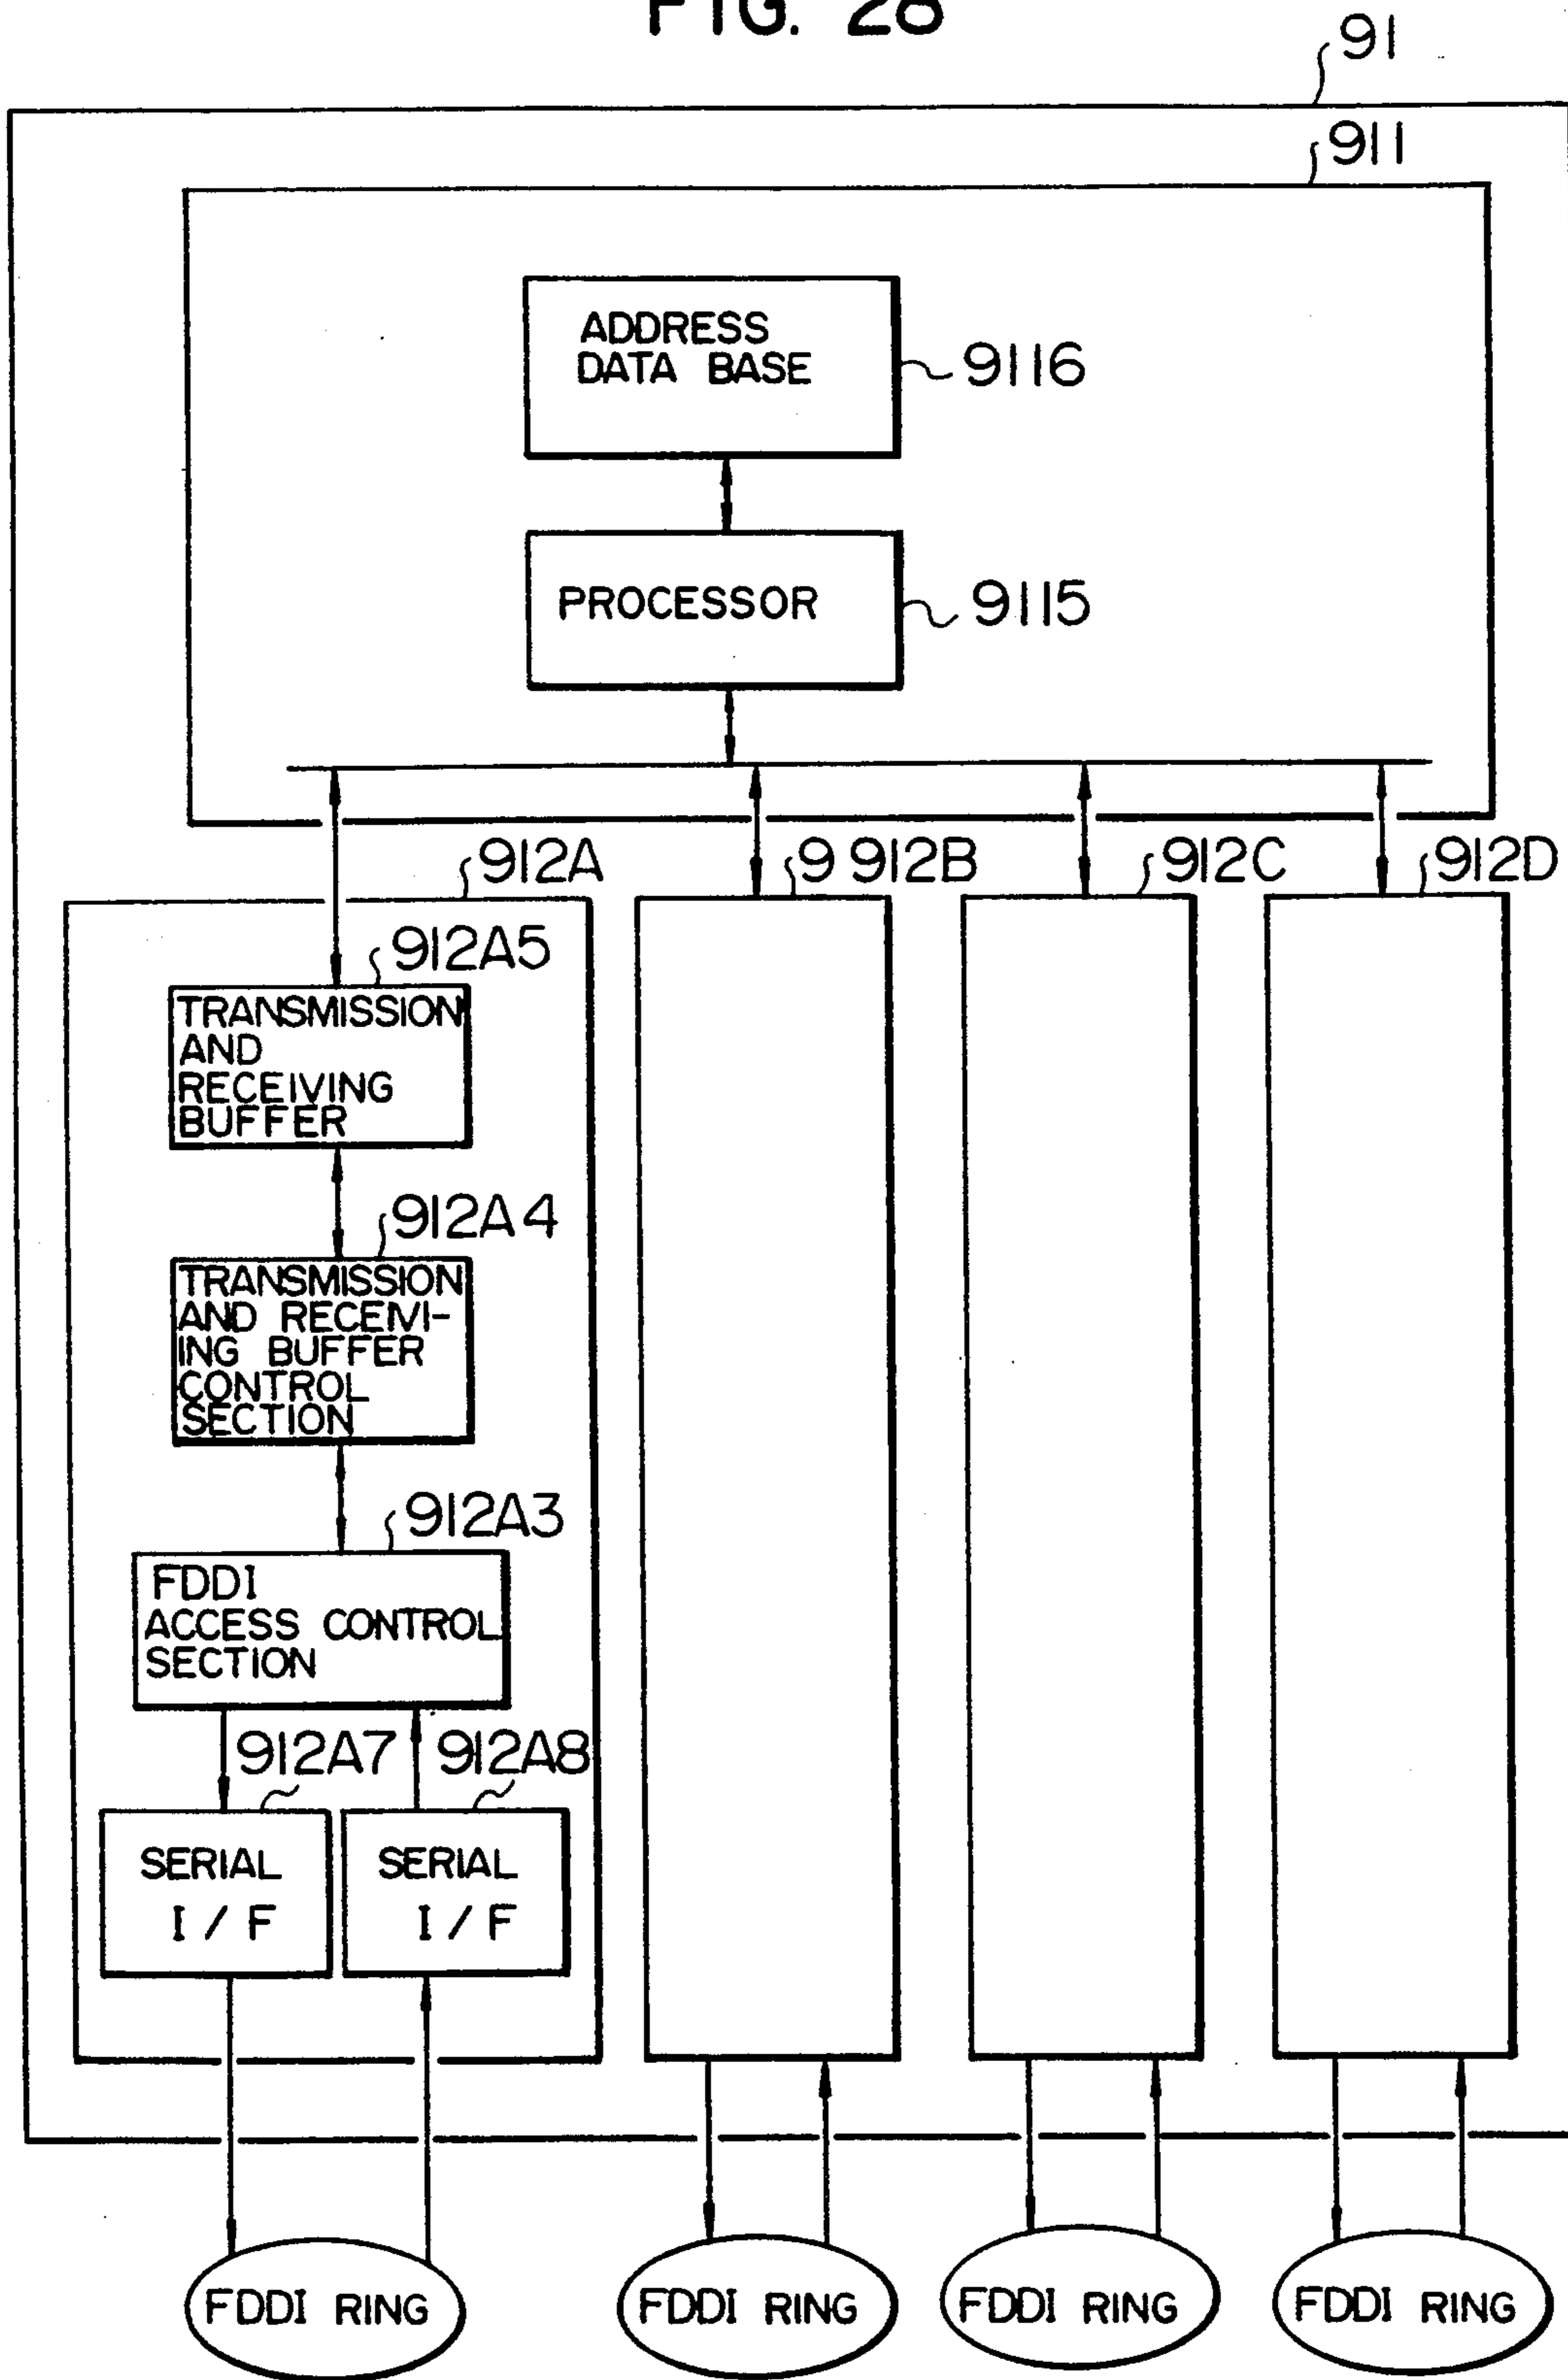 FIG. 28
91
911
ADDRESS
DATA BASE
9116
PROCESSOR
9115
912A
9 912B
912C
912D
912A5
TRANSMISSION
AND
RECEIVING
BUFFER
912A4
TRANSMISSION
AND RECEIVI-
ING BUFFER
CONTROL
SECTION
912A3
FDDI
ACCESS CONTROL
SECTION
912A7
912A8
SERIAL
I/F
SERIAL
I/F
FDDI RING
FDDI RING
FDDI RING
FDDI RING